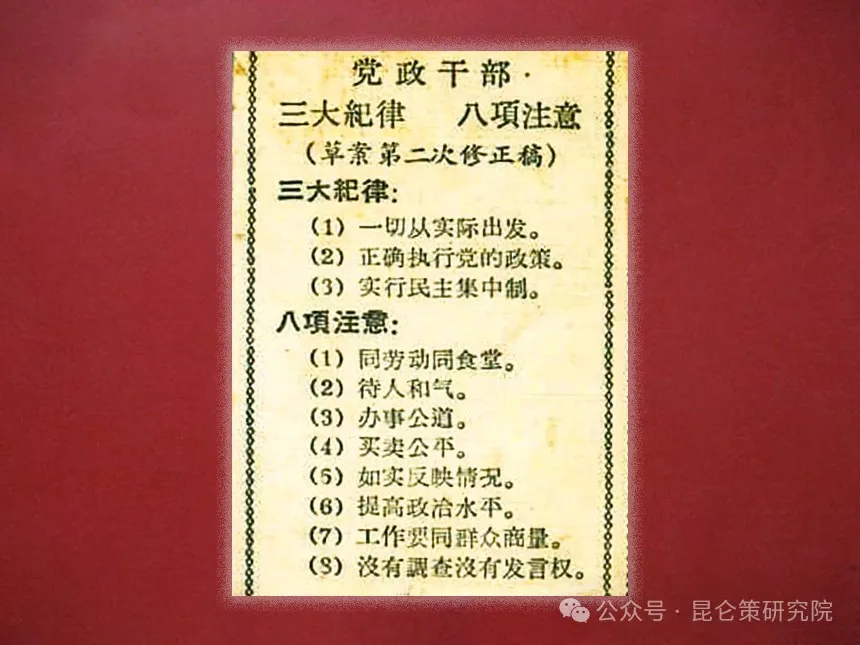 党政干部·
三大紀律 八項注意
(草案第二次修正稿)
三大紀律：
(1) 一切从实际出发。
(2) 正确执行党的政策。
(3) 实行民主集中制。
八項注意：
(1) 同劳动同食堂。
(2) 待人和气。
(3) 办事公道。
(4) 买卖公平。
(5) 如实反映情况。
(6) 提高政治水平。
(7) 工作要同群众商量。
(8) 沒有調查沒有发言权。
公众号 · 昆仑策研究院